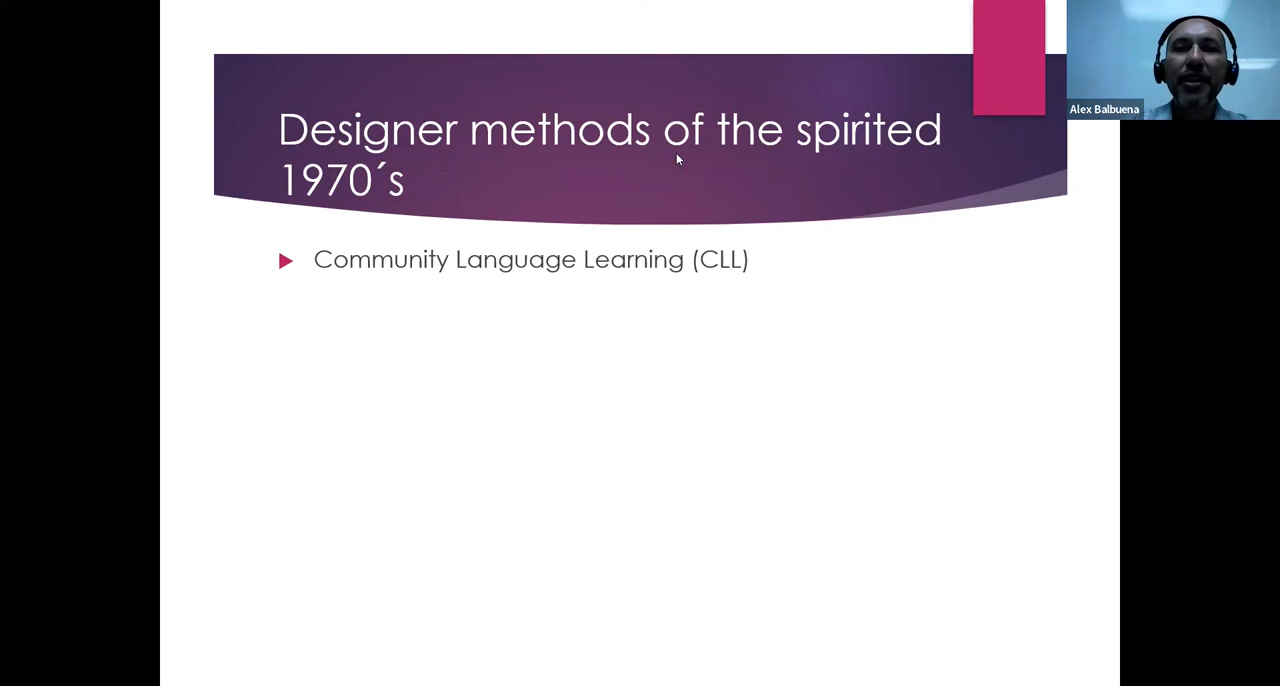 Designer methods of the spirited
1970´s
Community Language Learning (CLL)
Alex Balbuena